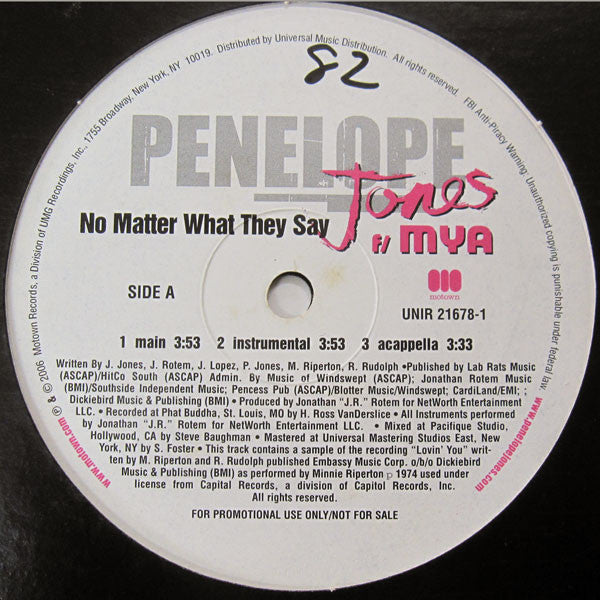 ℗ & © 2006 Motown Records, a Division of UMG Recordings, Inc., 1755 Broadway, New York, NY 10019. Distributed by Universal Music Distribution. All rights reserved. FBI Anti-Piracy Warning: Unauthorized copying is punishable under federal law.
82
PENELOPE
Jones
No Matter What They Say
f/ MYA
motown
SIDE A
UNIR 21678-1
1 main 3:53 2 instrumental 3:53 3 acappella 3:33
Written By J. Jones, J. Rotem, J. Lopez, P. Jones, M. Riperton, R. Rudolph •Published by Lab Rats Music
(ASCAP)/HitCo South (ASCAP) Admin. By Music of Windswept (ASCAP); Jonathan Rotem Music
(BMI)/Southside Independent Music; Pencess Pub (ASCAP)/Blotter Music/Windswept; CardiLand/EMI; ;
Dickiebird Music & Publishing (BMI) • Produced by Jonathan “J.R.” Rotem for NetWorth Entertainment
LLC. • Recorded at Phat Buddha, St. Louis, MO by H. Ross VanDerslice • All Instruments performed
by Jonathan “J.R.” Rotem for NetWorth Entertainment LLC. • Mixed at Pacifique Studio,
Hollywood, CA by Steve Baughman • Mastered at Universal Mastering Studios East, New
York, NY by S. Foster • This track contains a sample of the recording “Lovin' You” writ-
ten by M. Riperton and R. Rudolph published Embassy Music Corp. o/b/o Dickiebird
Music & Publishing (BMI) as performed by Minnie Riperton p 1974 used under
license from Capital Records, a division of Capitol Records, Inc.
All rights reserved.
www.motown.com
www.penelopejones.com
FOR PROMOTIONAL USE ONLY/NOT FOR SALE